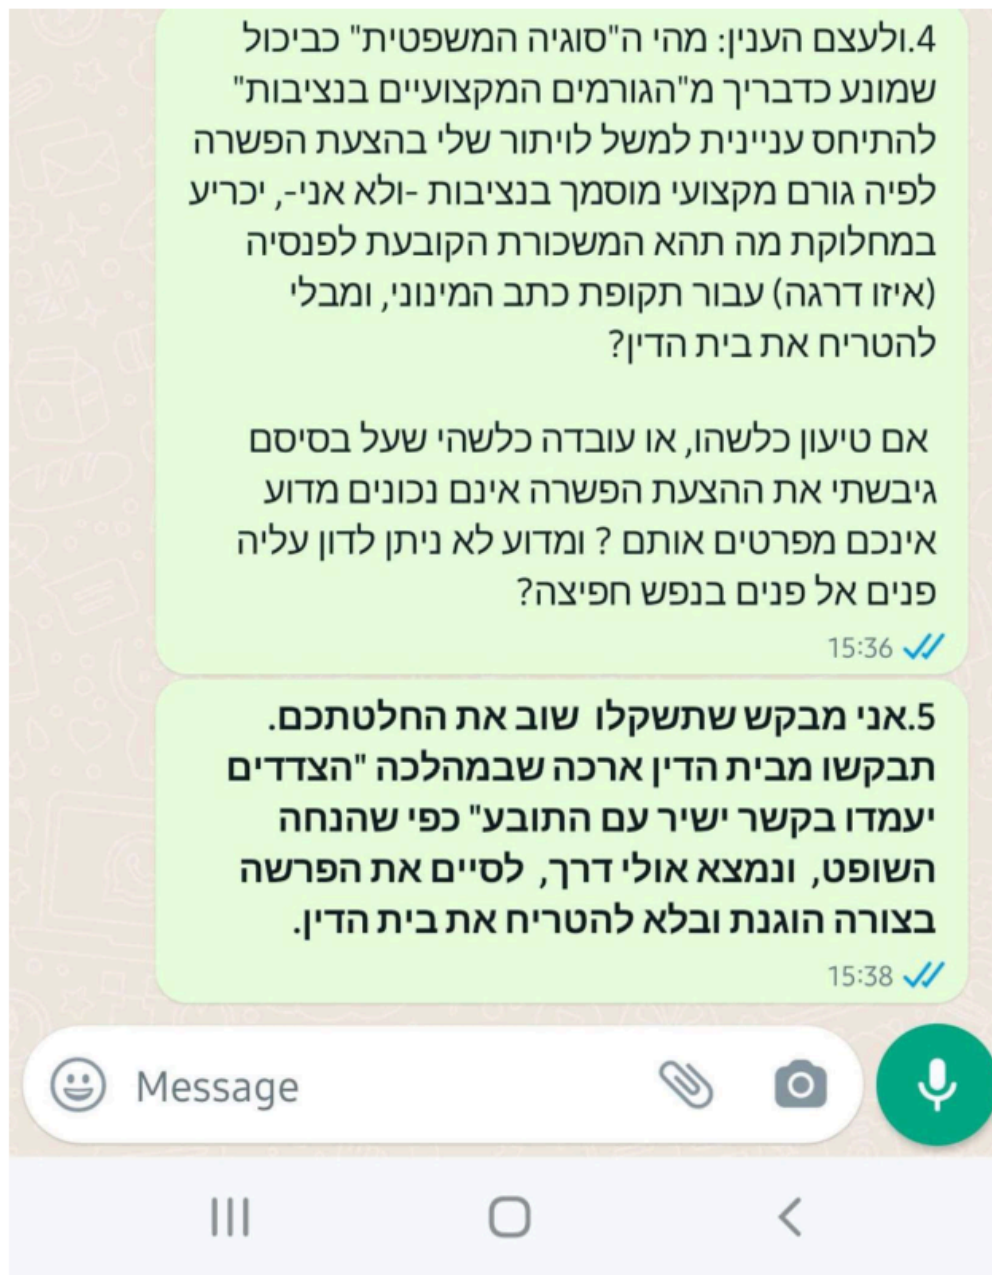 4.ולעצם הענין: מהי ה"סוגיה המשפטית" כביכול
שמונע כדבריך מ"הגורמים המקצועיים בנציבות"
להתיחס עניינית למשל לויתור שלי בהצעת הפשרה
לפיה גורם מקצועי מוסמך בנציבות -ולא אני-, יכריע
במחלוקת מה תהא המשכורת הקובעת לפנסיה
(איזו דרגה) עבור תקופת כתב המינוני, ומבלי
להטריח את בית הדין?
אם טיעון כלשהו, או עובדה כלשהי שעל בסיסם
גיבשתי את ההצעת הפשרה אינם נכונים מדוע
אינכם מפרטים אותם ? ומדוע לא ניתן לדון עליה
פנים אל פנים בנפש חפיצה?
15:36
5.אני מבקש שתשקלו שוב את החלטתכם.
תבקשו מבית הדין ארכה שבמהלכה "הצדדים
יעמדו בקשר ישיר עם התובע" כפי שהנחה
השופט, ונמצא אולי דרך, לסיים את הפרשה
בצורה הוגנת ובלא להטריח את בית הדין.
15:38
Message